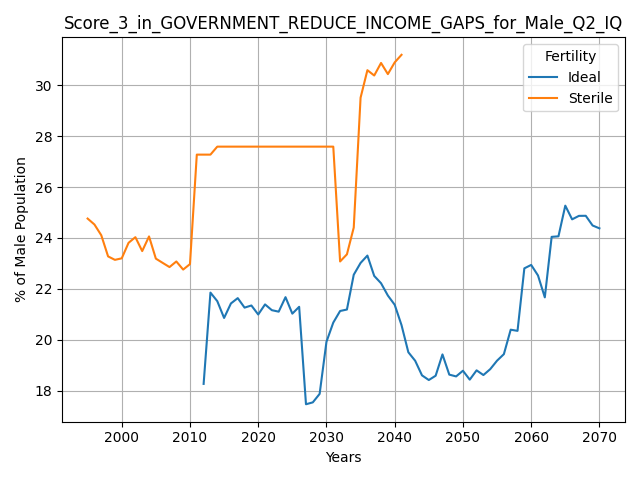 Score_3_in_GOVERNMENT_REDUCE_INCOME_GAPS_for_Male_Q2_IQ
Fertility
Ideal
Sterile
% of Male Population
30
28
26
24
22
20
18
2000 2010 2020 2030 2040 2050 2060 2070
Years